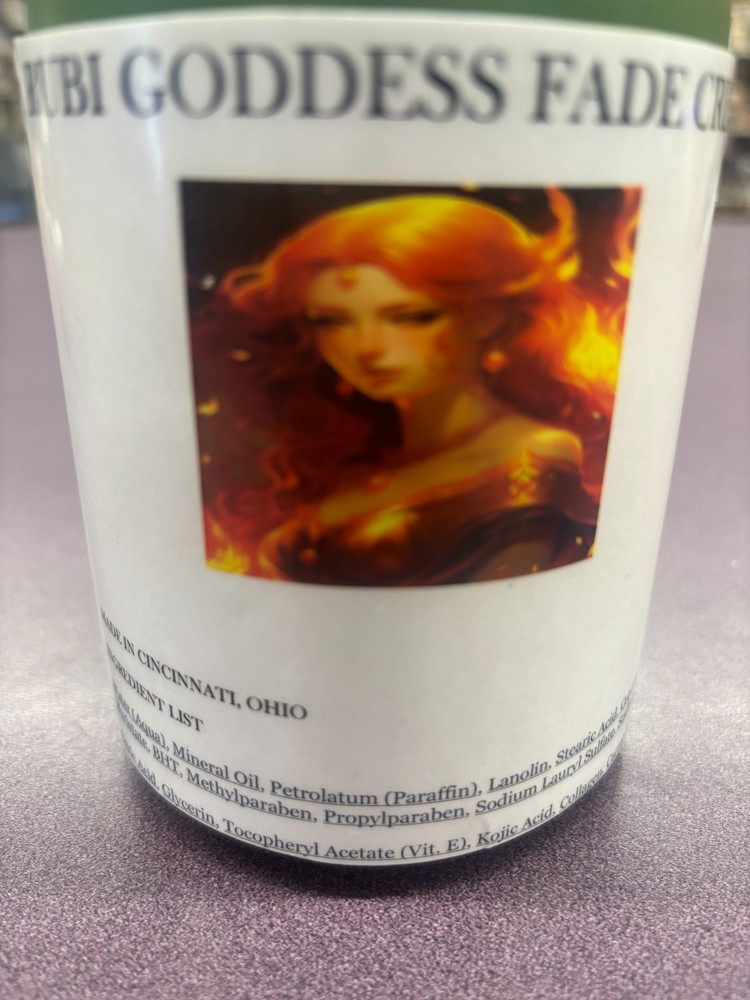 RUBI GODDESS FADE
MADE IN CINCINNATI, OHIO
INGREDIENT LIST
(Aqua), Mineral Oil, Petrolatum (Paraffin), Lanolin, Stearic Acid,
BHT, Methylparaben, Propylparaben, Sodium Lauryl Sulfate,
Acid, Glycerin, Tocopheryl Acetate (Vit. E), Kojic Acid, Collagen,